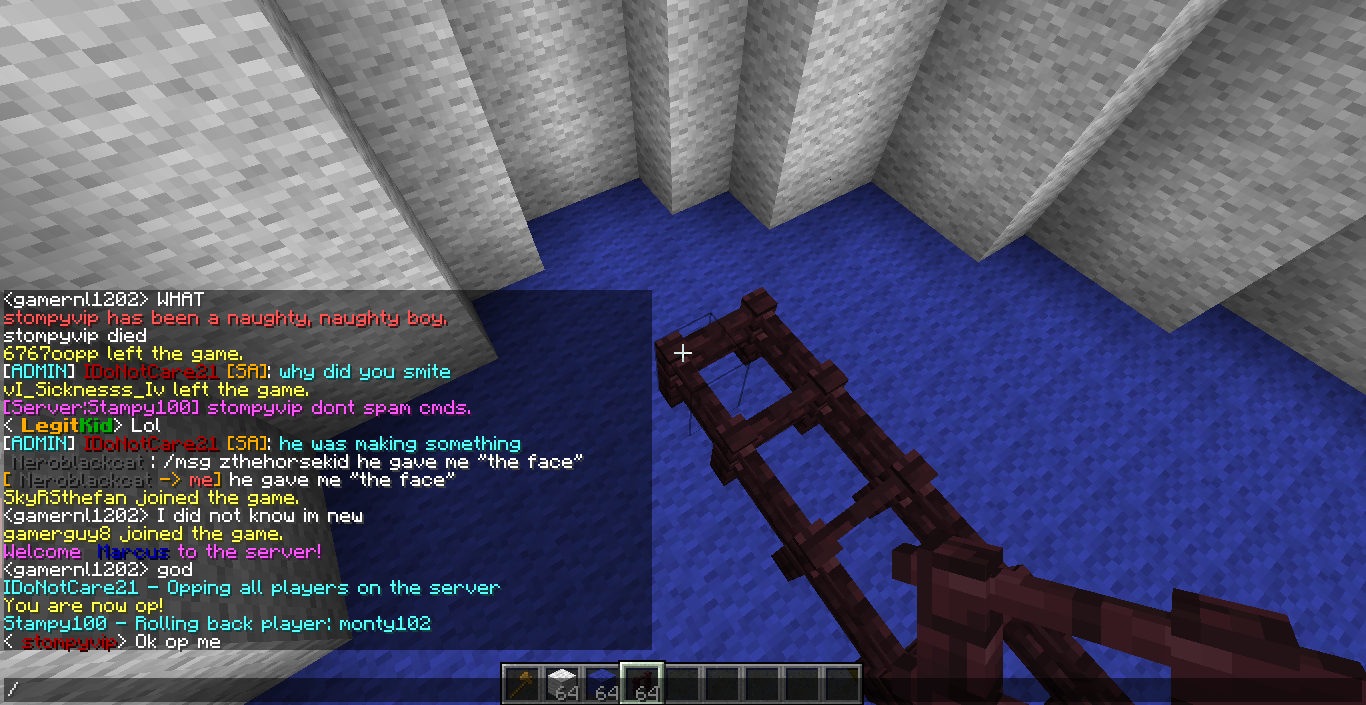 <gamernl1202> WHAT
stompyvip has been a naughty, naughty boy.
stompyvip died
6767oopp left the game.
[ADMIN] IDoNotCare21 [SA]: why did you smite
vI_Sicknesss_Iv left the game.
[Server:Stampy100] stompyvip dont spam cmds.
< LegitKid> Lol
[ADMIN] IDoNotCare21 [SA]: he was making something
Neroblackcat : /msg zthehorsekid he gave me "the face"
[ Neroblackcat -> me] he gave me "the face"
SkyRSthefan joined the game.
<gamernl1202> I did not know im new
gamerguy8 joined the game.
Welcome Marcus to the server!
<gamernl1202> god
IDoNotCare21 - Opping all players on the server
You are now op!
Stampy100 - Rolling back player: monty102
< stompyvip> Ok op me
/
64 64 64